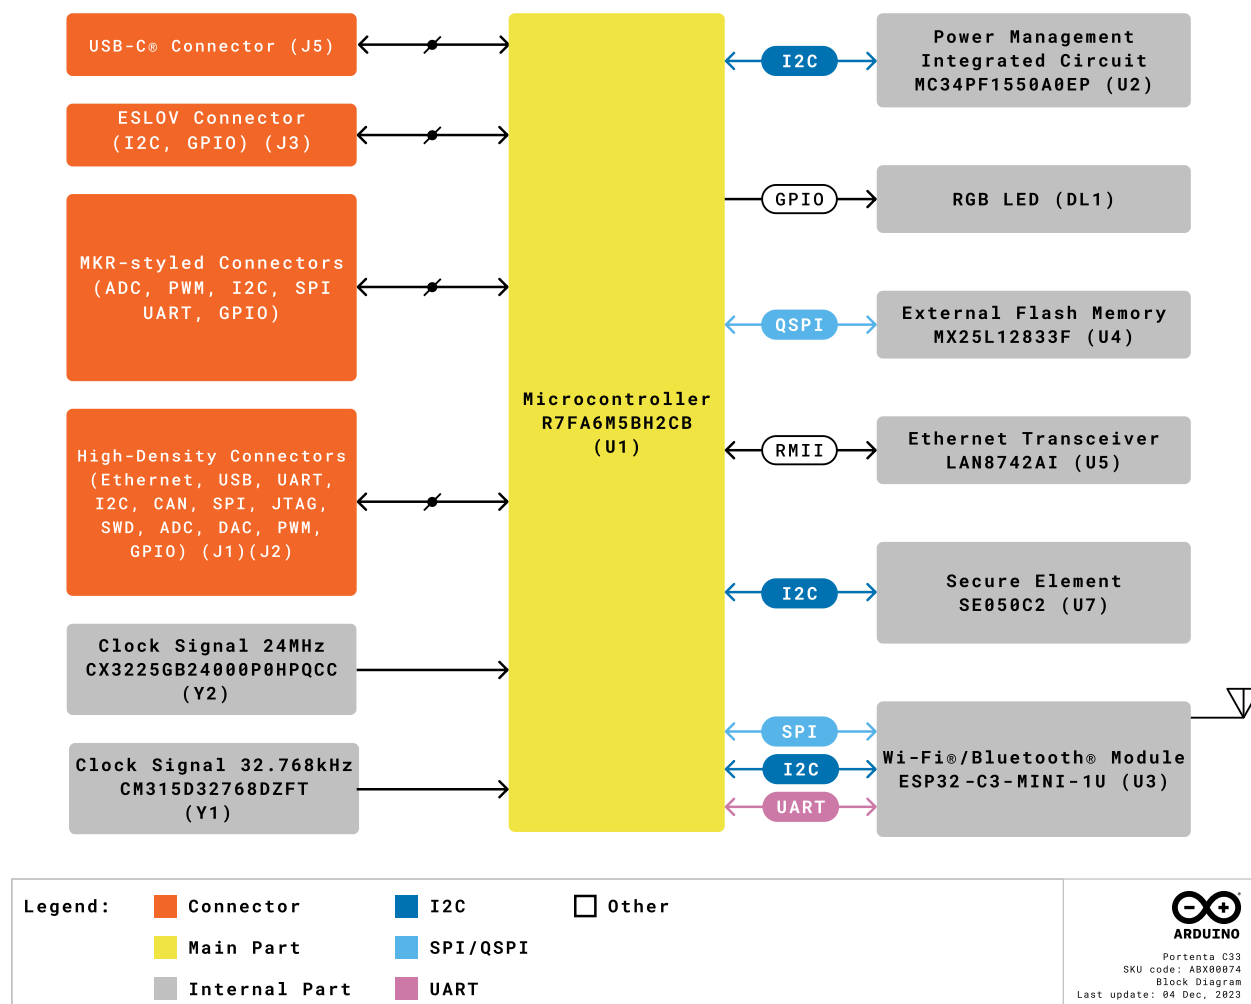 USB-C® Connector (J5)
ESLOV Connector
(I2C, GPIO) (J3)
MKR-styled Connectors
(ADC, PWM, I2C, SPI
UART, GPIO)
High-Density Connectors
(Ethernet, USB, UART,
I2C, CAN, SPI, JTAG,
SWD, ADC, DAC, PWM,
GPIO) (J1)(J2)
Clock Signal 24MHz
CX3225GB24000P0HPQCC
(Y2)
Clock Signal 32.768kHz
CM315D32768DZFT
(Y1)
Microcontroller
R7FA6M5BH2CB
(U1)
I2C
Power Management
Integrated Circuit
MC34PF1550A0EP (U2)
GPIO
RGB LED (DL1)
QSPI
External Flash Memory
MX25L12833F (U4)
RMII
Ethernet Transceiver
LAN8742AI (U5)
I2C
Secure Element
SE050C2 (U7)
SPI
I2C
UART
Wi-Fi®/Bluetooth® Module
ESP32-C3-MINI-1U (U3)
Legend:
Connector
Main Part
Internal Part
I2C
SPI/QSPI
UART
Other
ARDUINO
Portenta C33
SKU code: ABX00074
Block Diagram
Last update: 04 Dec, 2023